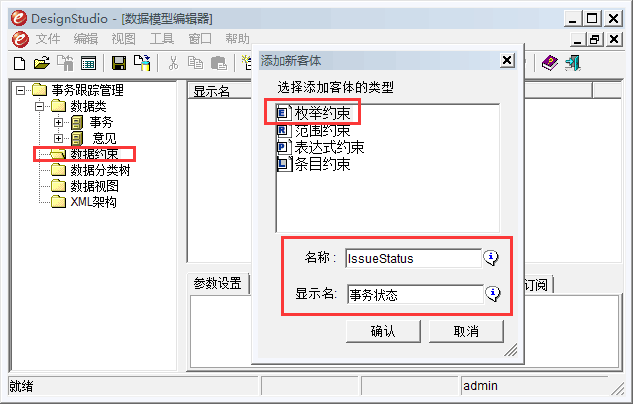 DesignStudio - [数据模型编辑器]
文件 编辑 视图 工具 窗口 帮助
事务跟踪管理
数据类
事务
意见
数据约束
数据分类树
数据视图
XML架构
显示名
参数设置
订阅
添加新客体
选择添加客体的类型
E 枚举约束
R 范围约束
P 表达式约束
L 条目约束
名称: IssueStatus
显示名: 事务状态
确认 取消
就绪 admin